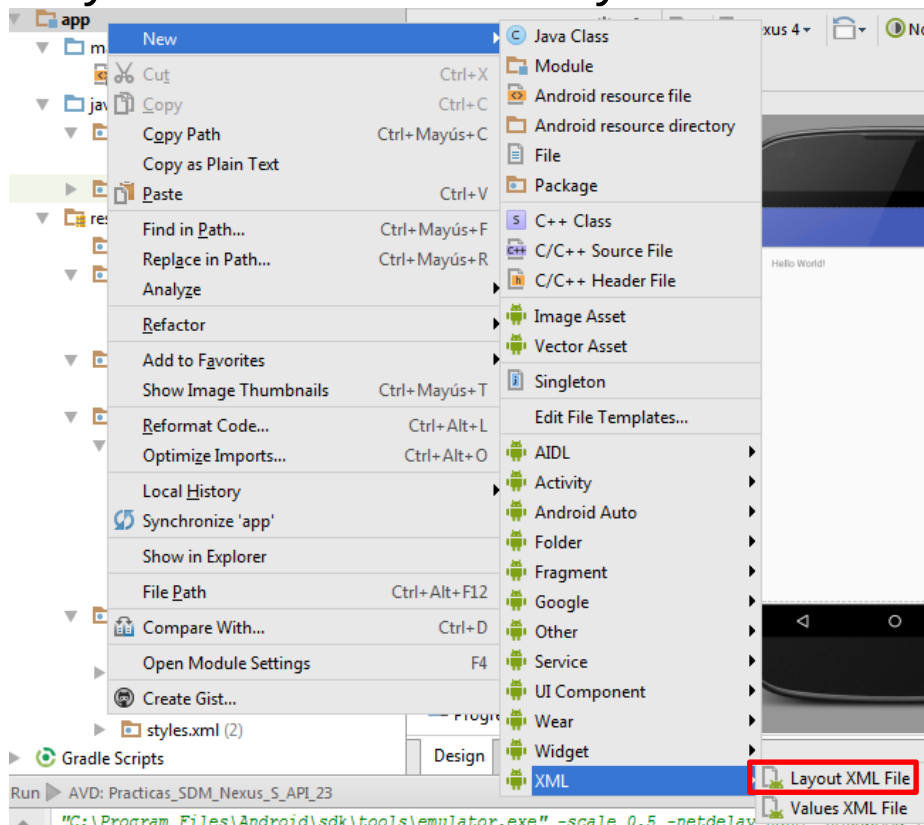 app
New
Cut Ctrl+X
Copy Ctrl+C
Copy Path Ctrl+Mayús+C
Copy as Plain Text
Paste Ctrl+V
Find in Path... Ctrl+Mayús+F
Replace in Path... Ctrl+Mayús+R
Analyze
Refactor
Add to Favorites
Show Image Thumbnails Ctrl+Mayús+T
Reformat Code... Ctrl+Alt+L
Optimize Imports... Ctrl+Alt+O
Local History
Synchronize 'app'
Show in Explorer
File Path Ctrl+Alt+F12
Compare With... Ctrl+D
Open Module Settings F4
Create Gist...
Java Class
Module
Android resource file
Android resource directory
File
Package
C++ Class
C/C++ Source File
C/C++ Header File
Image Asset
Vector Asset
Singleton
Edit File Templates...
AIDL
Activity
Android Auto
Folder
Fragment
Google
Other
Service
UI Component
Wear
Widget
XML
Layout XML File
Values XML File
xus 4
No
Hello World!
styles.xml (2)
Gradle Scripts
Design
Run AVD: Practicas_SDM_Nexus_S_API_23
"C:\Program Files\Android\sdk\tools\emulator.exe" -scale 0.5 -netdelay